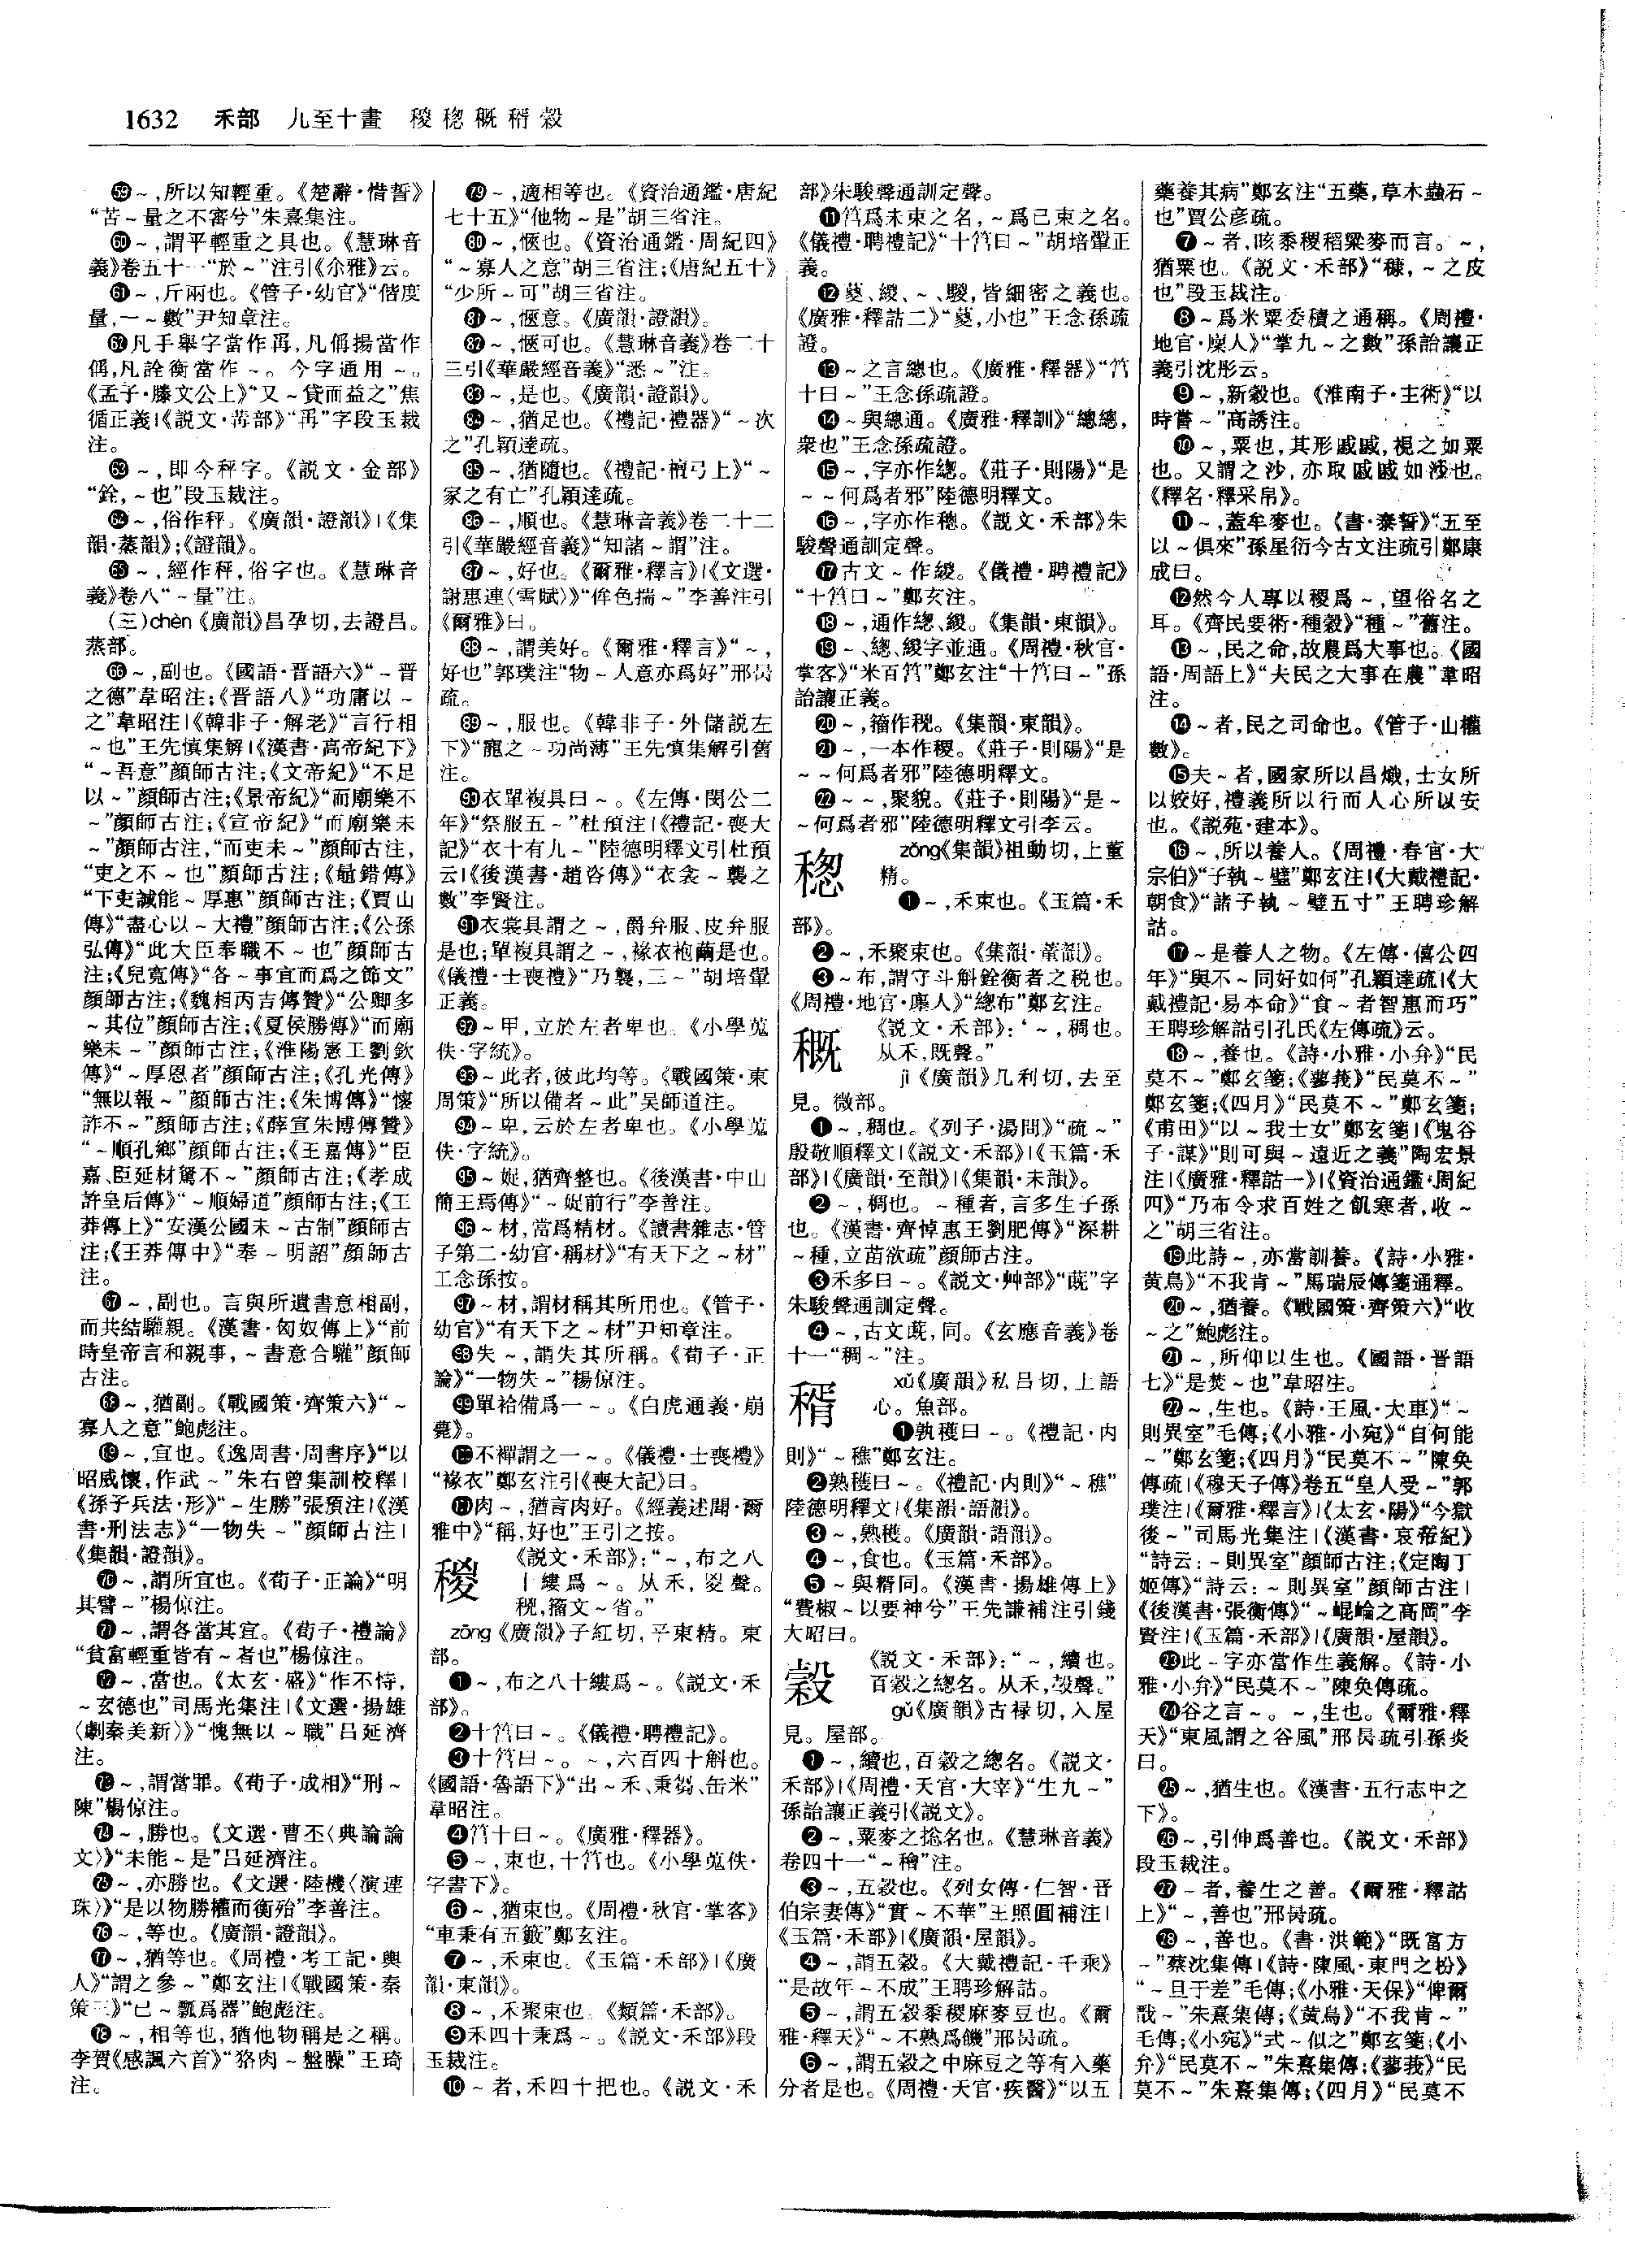 1632 禾部 九至十畫 稯稯概稰穀
59～,所以知輕重。《楚辭·惜誓》
“苦～量之不審兮”朱熹集注。
60～,謂平輕重之具也。《慧琳音
義》卷五十一“於～”注引《尒雅》云。
61～,斤兩也。《管子·幼官》“偕度
量,一～數”尹知章注。
62凡手舉字當作爯,凡偁揚當作
偁,凡詮衡當作～。今字通用～。
《孟子·滕文公上》“又～貸而益之”焦
循正義|《説文·冓部》“再”字段玉裁
注。
63～,即今秤字。《説文·金部》
“銓,～也”段玉裁注。
64～,俗作秤。《廣韻·證韻》|《集
韻·蒸韻》;《證韻》。
65～,經作秤,俗字也。《慧琳音
義》卷八“～量”注。
(三)chèn《廣韻》昌孕切,去證昌。
蒸部。
66～,副也。《國語·晋語六》“～晋
之德”韋昭注;《晋語八》“功庸以～
之”韋昭注|《韓非子·解老》“言行相
～也”王先慎集解|《漢書·高帝紀下》
“～吾意”顔師古注;《文帝紀》“不足
以～”顔師古注;《景帝紀》“而廟樂不
～”顔師古注;《宣帝紀》“而廟樂未
～”顔師古注,“而吏未～”顔師古注,
“吏之不～也”顔師古注;《鼂錯傳》
“下吏誠能～厚惠”顔師古注;《賈山
傳》“盡心以～大禮”顔師古注;《公孫
弘傳》“此大臣奉職不～也”顔師古
注;《兒寬傳》“各～事宜而爲之節文”
顔師古注;《魏相丙吉傳贊》“公卿多
～其位”顔師古注;《夏侯勝傳》“而廟
樂未～”顔師古注;《淮陽憲王劉欽
傳》“～厚恩者”顔師古注;《孔光傳》
“無以報～”顔師古注;《朱博傳》“懷
詐不～”顔師古注;《薛宣朱博傳贊》
“～順孔鄉”顔師古注;《王嘉傳》“臣
嘉、臣延材駑不～”顔師古注;《孝成
許皇后傳》“～順婦道”顔師古注;《王
莽傳上》“安漢公國未～古制”顔師古
注;《王莽傳中》“奉～明詔”顔師古
注。
67～,副也。言與所遺書意相副,
而共結驩親。《漢書·匈奴傳上》“前
時皇帝言和親事,～書意合驩”顔師
古注。
68～,猶副。《戰國策·齊策六》“～
寡人之意”鮑彪注。
69～,宜也。《逸周書·周書序》“以
昭威懷,作武～”朱右曾集訓校釋|
《孫子兵法·形》“～生勝”張預注|《漢
書·刑法志》“一物失～”顔師古注|
《集韻·證韻》。
70～,謂所宜也。《荀子·正論》“明
其譬～”楊倞注。
71～,謂各當其宜。《荀子·禮論》
“貧富輕重皆有～者也”楊倞注。
72～,當也。《太玄·盛》“作不恃,
～玄德也”司馬光集注|《文選·揚雄
〈劇秦美新〉》“愧無以～職”吕延濟
注。
73～,謂當罪。《荀子·成相》“刑～
陳”楊倞注。
74～,勝也。《文選·曹丕〈典論論
文〉》“未能～是”吕延濟注。
75～,亦勝也。《文選·陸機〈演連
珠〉》“是以物勝權而衡殆”李善注。
76～,等也。《廣韻·證韻》。
77～,猶等也。《周禮·考工記·輿
人》“謂之參～”鄭玄注|《戰國策·秦
策三》“已～瓢爲器”鮑彪注。
78～,相等也,猶他物稱是之稱。
李賀《感諷六首》“狢肉～盤臊”王琦
注。
79～,適相等也。《資治通鑑·唐紀
七十五》“他物～是”胡三省注。
80～,愜也。《資治通鑑·周紀四》
“～寡人之意”胡三省注;《唐紀五十》
“少所～可”胡三省注。
81～,愜意。《廣韻·證韻》。
82～,愜可也。《慧琳音義》卷二十
三引《華嚴經音義》“悉～”注。
83～,是也。《廣韻·證韻》。
84～,猶足也。《禮記·禮器》“～次
之”孔穎達疏。
85～,猶隨也。《禮記·檀弓上》“～
家之有亡”孔穎達疏。
86～,順也。《慧琳音義》卷二十二
引《華嚴經音義》“知諸～謂”注。
87～,好也。《爾雅·釋言》|《文選·
謝惠連〈雪賦〉》“侔色揣～”李善注引
《爾雅》曰。
88～,謂美好。《爾雅·釋言》“～,
好也”郭璞注“物～人意亦爲好”邢昺
疏。
89～,服也。《韓非子·外儲説左
下》“寵之～功尚薄”王先慎集解引舊
注。
90衣單複具曰～。《左傳·閔公二
年》“祭服五～”杜預注|《禮記·喪大
記》“衣十有九～”陸德明釋文引杜預
云|《後漢書·趙咨傳》“衣衾～襲之
數”李賢注。
91衣裳具謂之～,爵弁服、皮弁服
是也;單複具謂之～,褖衣袍繭是也。
《儀禮·士喪禮》“乃襲,三～”胡培翬
正義。
92～甲,立於左者卑也。《小學蒐
佚·字統》。
93～此者,彼此均等。《戰國策·東
周策》“所以備者～此”吴師道注。
94～卑,云於左者卑也。《小學蒐
佚·字統》。
95～娖,猶齊整也。《後漢書·中山
簡王焉傳》“～娖前行”李善注。
96～材,當爲精材。《讀書雜志·管
子第二·幼官·稱材》“有天下之～材”
王念孫按。
97～材,謂材稱其所用也。《管子·
幼官》“有天下之～材”尹知章注。
98失～,謂失其所稱。《荀子·正
論》“一物失～”楊倞注。
99單袷備爲一～。《白虎通義·崩
薨》。
100不襌謂之一～。《儀禮·士喪禮》
“褖衣”鄭玄注引《喪大記》曰。
101肉～,猶言肉好。《經義述聞·爾
雅中》“稱,好也”王引之按。
稯 《説文·禾部》:“～,布之八
十縷爲～。从禾,㚇聲。
䅜,籀文～省。”
zōng《廣韻》子紅切,平東精。東
部。
❶～,布之八十縷爲～。《説文·禾
部》。
❷十筥曰～。《儀禮·聘禮記》。
❸十筥曰～。～,六百四十斛也。
《國語·魯語下》“出～禾、秉芻、缶米”
韋昭注。
❹筥十曰～。《廣雅·釋器》。
❺～,束也,十筥也。《小學蒐佚·
字書下》。
❻～,猶束也。《周禮·秋官·掌客》
“車秉有五籔”鄭玄注。
❼～,禾束也。《玉篇·禾部》|《廣
韻·東韻》。
❽～,禾聚束也。《類篇·禾部》。
❾禾四十秉爲～。《説文·禾部》段
玉裁注。
❿～者,禾四十把也。《説文·禾
部》朱駿聲通訓定聲。
⓫筥爲未束之名,～爲已束之名。
《儀禮·聘禮記》“十筥曰～”胡培翬正
義。
⓬葼、緵、～、騣,皆細密之義也。
《廣雅·釋詁二》“葼,小也”王念孫疏
證。
⓭～之言總也。《廣雅·釋器》“筥
十曰～”王念孫疏證。
⓮～與總通。《廣雅·釋訓》“總總,
衆也”王念孫疏證。
⓯～,字亦作總。《莊子·則陽》“是
～～何爲者邪”陸德明釋文。
⓰～,字亦作穗。《説文·禾部》朱
駿聲通訓定聲。
⓱古文～作緵。《儀禮·聘禮記》
“十筥曰～”鄭玄注。
⓲～,通作總、緵。《集韻·東韻》。
⓳～、總、緵字並通。《周禮·秋官·
掌客》“米百筥”鄭玄注“十筥曰～”孫
詒讓正義。
⓴～,籀作䅜。《集韻·東韻》。
21～,一本作稷。《莊子·則陽》“是
～～何爲者邪”陸德明釋文。
22～～,聚貌。《莊子·則陽》“是～
～何爲者邪”陸德明釋文引李云。
zǒng《集韻》祖動切,上董
精。
❶～,禾束也。《玉篇·禾
部》。
❷～,禾聚束也。《集韻·董韻》。
❸～布,謂守斗斛銓衡者之税也。
《周禮·地官·廛人》“總布”鄭玄注。
穊 《説文·禾部》:“～,稠也。
从禾,既聲。”
jì《廣韻》几利切,去至
見。微部。
❶～,稠也。《列子·湯問》“疏～”
殷敬順釋文|《説文·禾部》|《玉篇·禾
部》|《廣韻·至韻》|《集韻·未韻》。
❷～,稠也。～種者,言多生子孫
也。《漢書·齊悼惠王劉肥傳》“深耕
～種,立苗欲疏”顔師古注。
❸禾多曰～。《説文·艸部》“蔇”字
朱駿聲通訓定聲。
❹～,古文蔇,同。《玄應音義》卷
十一“稠～”注。
稰 xǔ《廣韻》私吕切,上語
心。魚部。
❶孰穫曰～。《禮記·内
則》“～穛”鄭玄注。
❷熟穫曰～。《禮記·内則》“～穛”
陸德明釋文|《集韻·語韻》。
❸～,熟穫。《廣韻·語韻》。
❹～,食也。《玉篇·禾部》。
❺～與糈同。《漢書·揚雄傳上》
“費椒～以要神兮”王先謙補注引錢
大昭曰。
穀 《説文·禾部》:“～,續也。
百穀之總名。从禾,㱿聲。”
gǔ《廣韻》古禄切,入屋
見。屋部。
❶～,續也,百穀之總名。《説文·
禾部》|《周禮·天官·大宰》“生九～”
孫詒讓正義引《説文》。
❷～,粟麥之捴名也。《慧琳音義》
卷四十一“～穧”注。
❸～,五穀也。《列女傳·仁智·晋
伯宗妻傳》“實～不華”王照圓補注|
《玉篇·禾部》|《廣韻·屋韻》。
❹～,謂五穀。《大戴禮記·千乘》
“是故年～不成”王聘珍解詁。
❺～,謂五穀黍稷麻麥豆也。《爾
雅·釋天》“～不熟爲饑”邢昺疏。
❻～,謂五穀之中麻豆之等有入藥
分者是也。《周禮·天官·疾醫》“以五
藥養其病”鄭玄注“五藥,草木蟲石～
也”賈公彦疏。
❼～者,晐黍稷稻粱麥而言。～,
猶粟也。《説文·禾部》“穅,～之皮
也”段玉裁注。
❽～爲米粟委積之通稱。《周禮·
地官·廩人》“掌九～之數”孫詒讓正
義引沈彤云。
❾～,新穀也。《淮南子·主術》“以
時嘗～”高誘注。
❿～,粟也,其形戚戚,視之如粟
也。又謂之沙,亦取戚戚如沙也。
《釋名·釋采帛》。
⓫～,蓋牟麥也。《書·泰誓》“五至
以～俱來”孫星衍今古文注疏引鄭康
成曰。
⓬然今人專以稷爲～,望俗名之
耳。《齊民要術·種穀》“種～”舊注。
⓭～,民之命,故農爲大事也。《國
語·周語上》“夫民之大事在農”韋昭
注。
⓮～者,民之司命也。《管子·山權
數》。
⓯夫～者,國家所以昌熾,士女所
以姣好,禮義所以行而人心所以安
也。《説苑·建本》。
⓰～,所以養人。《周禮·春官·大
宗伯》“子執～璧”鄭玄注|《大戴禮記·
朝食》“諸子執～璧五寸”王聘珍解
詁。
⓱～是養人之物。《左傳·僖公四
年》“與不～同好如何”孔穎達疏|《大
戴禮記·易本命》“食～者智惠而巧”
王聘珍解詁引孔氏《左傳疏》云。
⓲～,養也。《詩·小雅·小弁》“民
莫不～”鄭玄箋;《蓼莪》“民莫不～”
鄭玄箋;《四月》“民莫不～”鄭玄箋;
《甫田》“以～我士女”鄭玄箋|《鬼谷
子·謀》“則可與～遠近之義”陶宏景
注|《廣雅·釋詁一》|《資治通鑑·周紀
四》“乃布令求百姓之飢寒者,收～
之”胡三省注。
⓳此詩～,亦當訓養。《詩·小雅·
黄鳥》“不我肯～”馬瑞辰傳箋通釋。
⓴～,猶養。《戰國策·齊策六》“收
～之”鮑彪注。
21～,所仰以生也。《國語·晋語
七》“是焚～也”韋昭注。
22～,生也。《詩·王風·大車》“～
則異室”毛傳;《小雅·小宛》“自何能
～”鄭玄箋;《四月》“民莫不～”陳奂
傳疏|《穆天子傳》卷五“皇人受～”郭
璞注|《爾雅·釋言》|《太玄·陽》“今獄
後～”司馬光集注|《漢書·哀帝紀》
“詩云:～則異室”顔師古注;《定陶丁
姬傳》“詩云:～則異室”顔師古注|
《後漢書·張衡傳》“～崐崘之高岡”李
賢注|《玉篇·禾部》|《廣韻·屋韻》。
23此～字亦當作生義解。《詩·小
雅·小弁》“民莫不～”陳奂傳疏。
24谷之言～。～,生也。《爾雅·釋
天》“東風謂之谷風”邢昺疏引孫炎
曰。
25～,猶生也。《漢書·五行志中之
下》。
26～,引伸爲善也。《説文·禾部》
段玉裁注。
27～者,養生之善。《爾雅·釋詁
上》“～,善也”邢昺疏。
28～,善也。《書·洪範》“既富方
～”蔡沈集傳|《詩·陳風·東門之枌》
“～旦于差”毛傳;《小雅·天保》“俾爾
戩～”朱熹集傳;《黄鳥》“不我肯～”
毛傳;《小宛》“式～似之”鄭玄箋;《小
弁》“民莫不～”朱熹集傳;《蓼莪》“民
莫不～”朱熹集傳;《四月》“民莫不